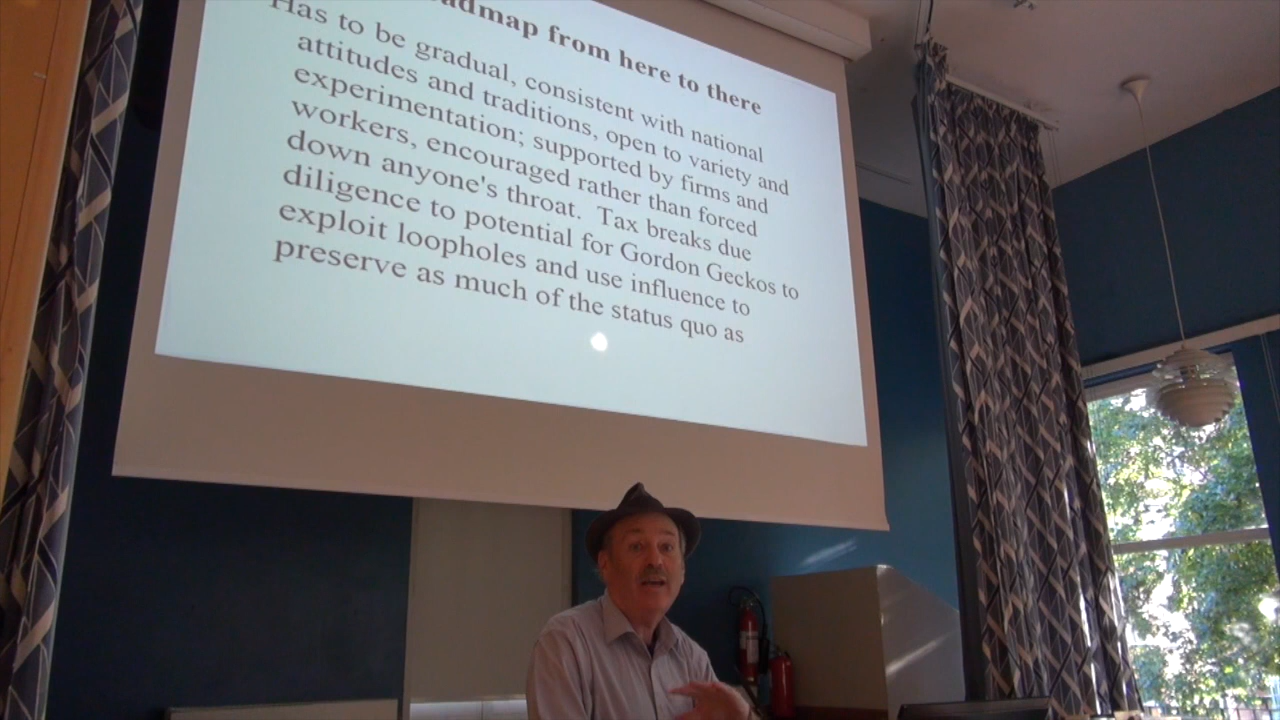 admap from here to there
Has to be gradual, consistent with national
attitudes and traditions, open to variety and
experimentation; supported by firms and
workers, encouraged rather than forced
down anyone's throat. Tax breaks due
diligence to potential for Gordon Geckos to
exploit loopholes and use influence to
preserve as much of the status quo as